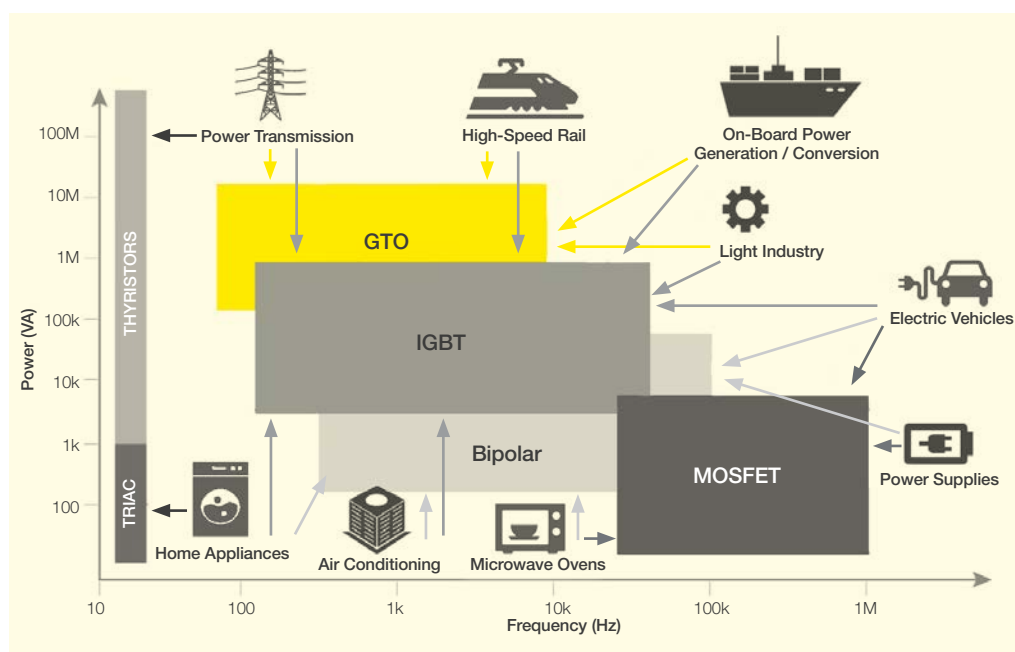 Power Transmission
High-Speed Rail
On-Board Power
Generation / Conversion
Light Industry
Electric Vehicles
Power Supplies
Microwave Ovens
Air Conditioning
Home Appliances
GTO
IGBT
Bipolar
MOSFET
THYRISTORS
TRIAC
Power (VA)
100M
10M
1M
100k
10k
1k
100
10
100
1k
10k
100k
1M
Frequency (Hz)